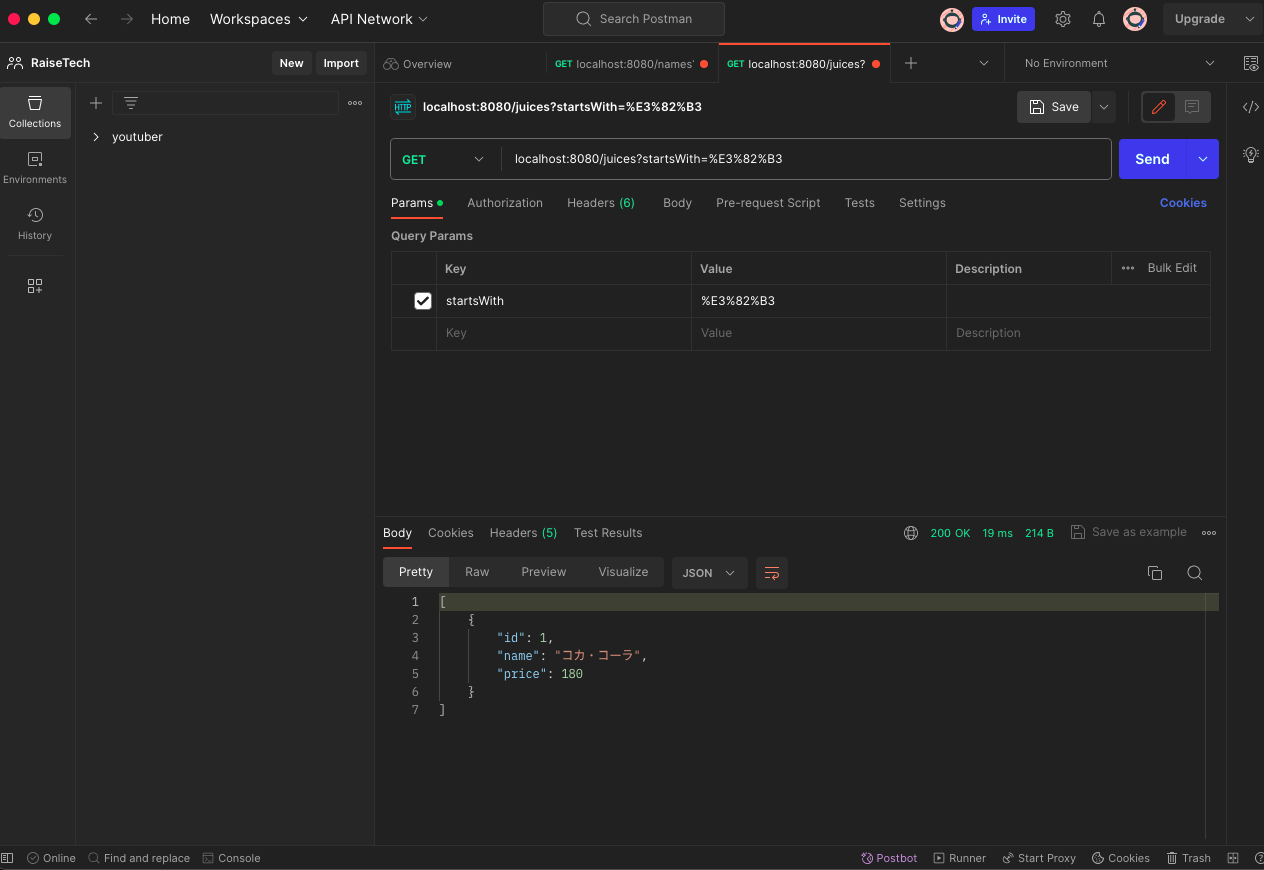 Home Workspaces API Network Search Postman Invite Upgrade
RaiseTech New Import Overview GET localhost:8080/names' GET localhost:8080/juices? No Environment
Collections
youtuber
Environments
History
HTTP localhost:8080/juices?startsWith=%E3%82%B3 Save
GET localhost:8080/juices?startsWith=%E3%82%B3 Send
Params Authorization Headers (6) Body Pre-request Script Tests Settings Cookies
Query Params
Key Value Description Bulk Edit
startsWith %E3%82%B3
Key Value Description
Body Cookies Headers (5) Test Results 200 OK 19 ms 214 B Save as example
Pretty Raw Preview Visualize JSON
1 [
2 {
3 "id": 1,
4 "name": "コカ・コーラ",
5 "price": 180
6 }
7 ]
Online Find and replace Console Postbot Runner Start Proxy Cookies Trash